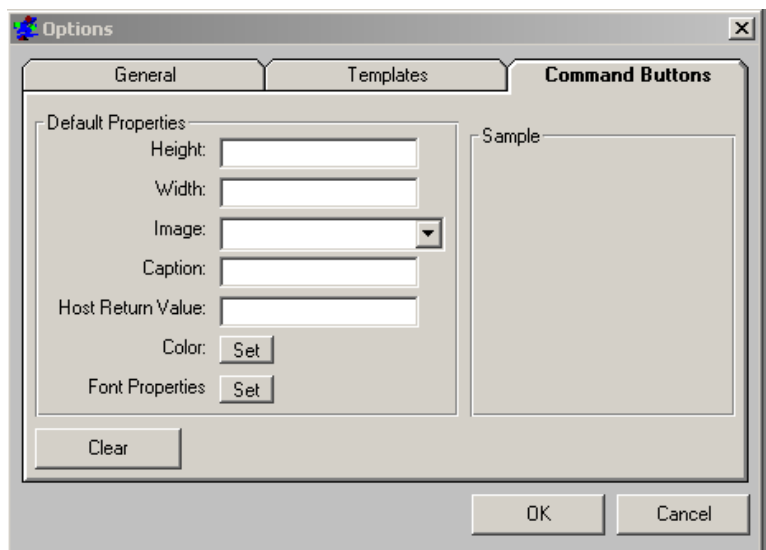 Options
General
Templates
Command Buttons
Default Properties
Height:
Width:
Image:
Caption:
Host Return Value:
Color:
Set
Font Properties
Set
Sample
Clear
OK
Cancel